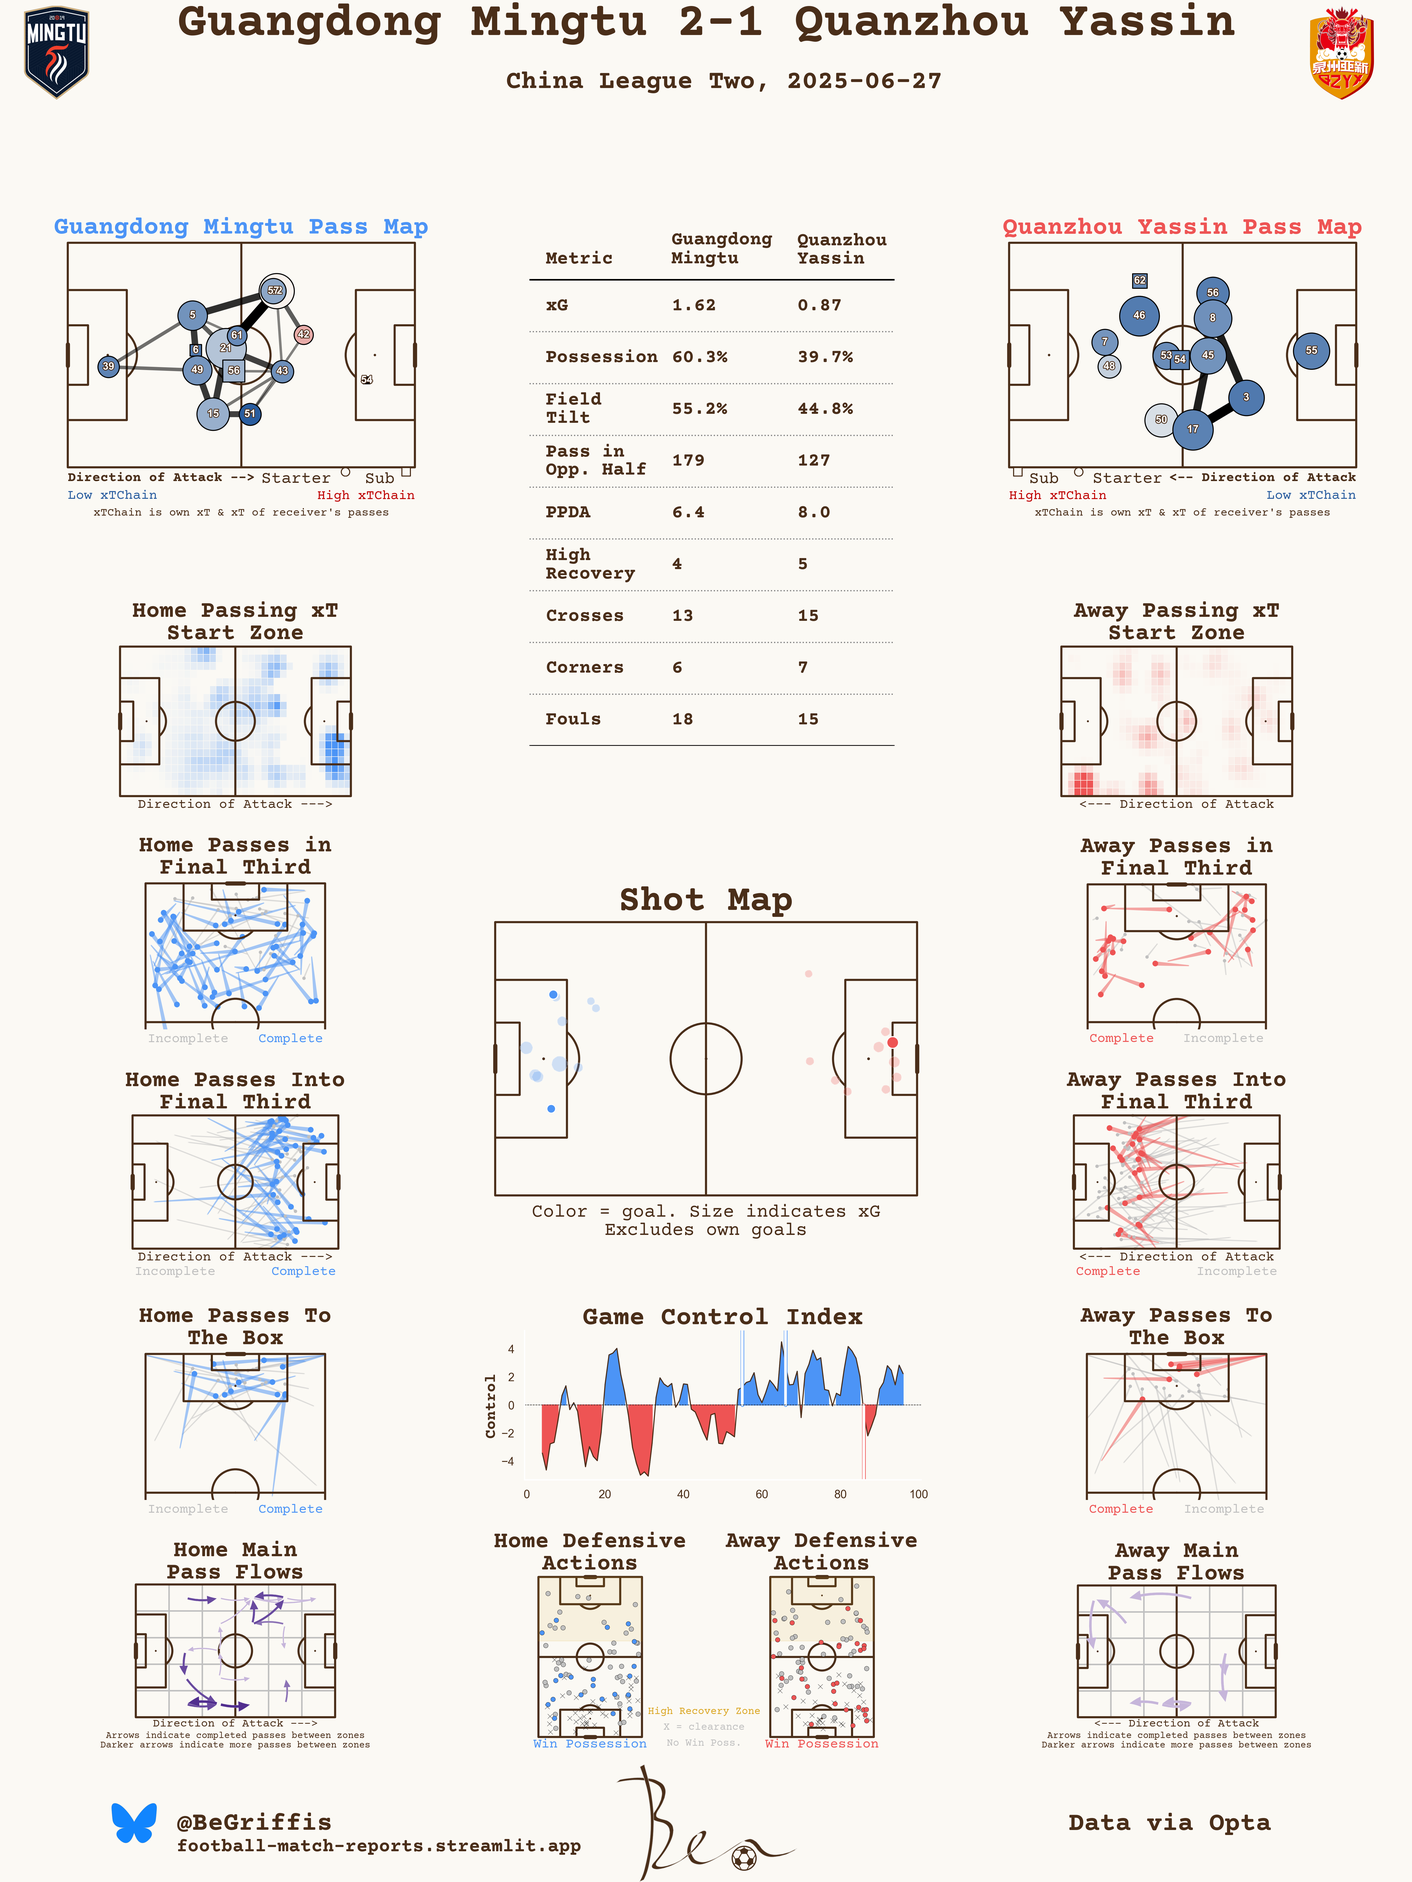 Guangdong Mingtu 2-1 Quanzhou Yassin
China League Two, 2025-06-27
2019
MINGTU
泉州亚新
QZYX
Guangdong Mingtu Pass Map
57
5
61
42
6
21
39
49
56
43
54
15
51
Direction of Attack --> Starter Sub
Low xTChain High xTChain
xTChain is own xT & xT of receiver's passes
Metric Guangdong Mingtu Quanzhou Yassin
xG 1.62 0.87
Possession 60.3% 39.7%
Field Tilt 55.2% 44.8%
Pass in Opp. Half 179 127
PPDA 6.4 8.0
High Recovery 4 5
Crosses 13 15
Corners 6 7
Fouls 18 15
Quanzhou Yassin Pass Map
62
56
46
8
7
53
54
45
55
48
3
50
17
Sub Starter <-- Direction of Attack
High xTChain Low xTChain
xTChain is own xT & xT of receiver's passes
Home Passing xT
Start Zone
Direction of Attack --->
Away Passing xT
Start Zone
<--- Direction of Attack
Home Passes in
Final Third
Incomplete Complete
Away Passes in
Final Third
Complete Incomplete
Shot Map
Color = goal. Size indicates xG
Excludes own goals
Home Passes Into
Final Third
Direction of Attack --->
Incomplete Complete
Away Passes Into
Final Third
<--- Direction of Attack
Complete Incomplete
Home Passes To
The Box
Incomplete Complete
Game Control Index
Control
4
2
0
−2
−4
0 20 40 60 80 100
Away Passes To
The Box
Complete Incomplete
Home Main
Pass Flows
Direction of Attack --->
Arrows indicate completed passes between zones
Darker arrows indicate more passes between zones
Home Defensive
Actions
Win Possession
High Recovery Zone
X = clearance
No Win Poss.
Away Defensive
Actions
Win Possession
Away Main
Pass Flows
<--- Direction of Attack
Arrows indicate completed passes between zones
Darker arrows indicate more passes between zones
@BeGriffis
football-match-reports.streamlit.app
Ben
Data via Opta